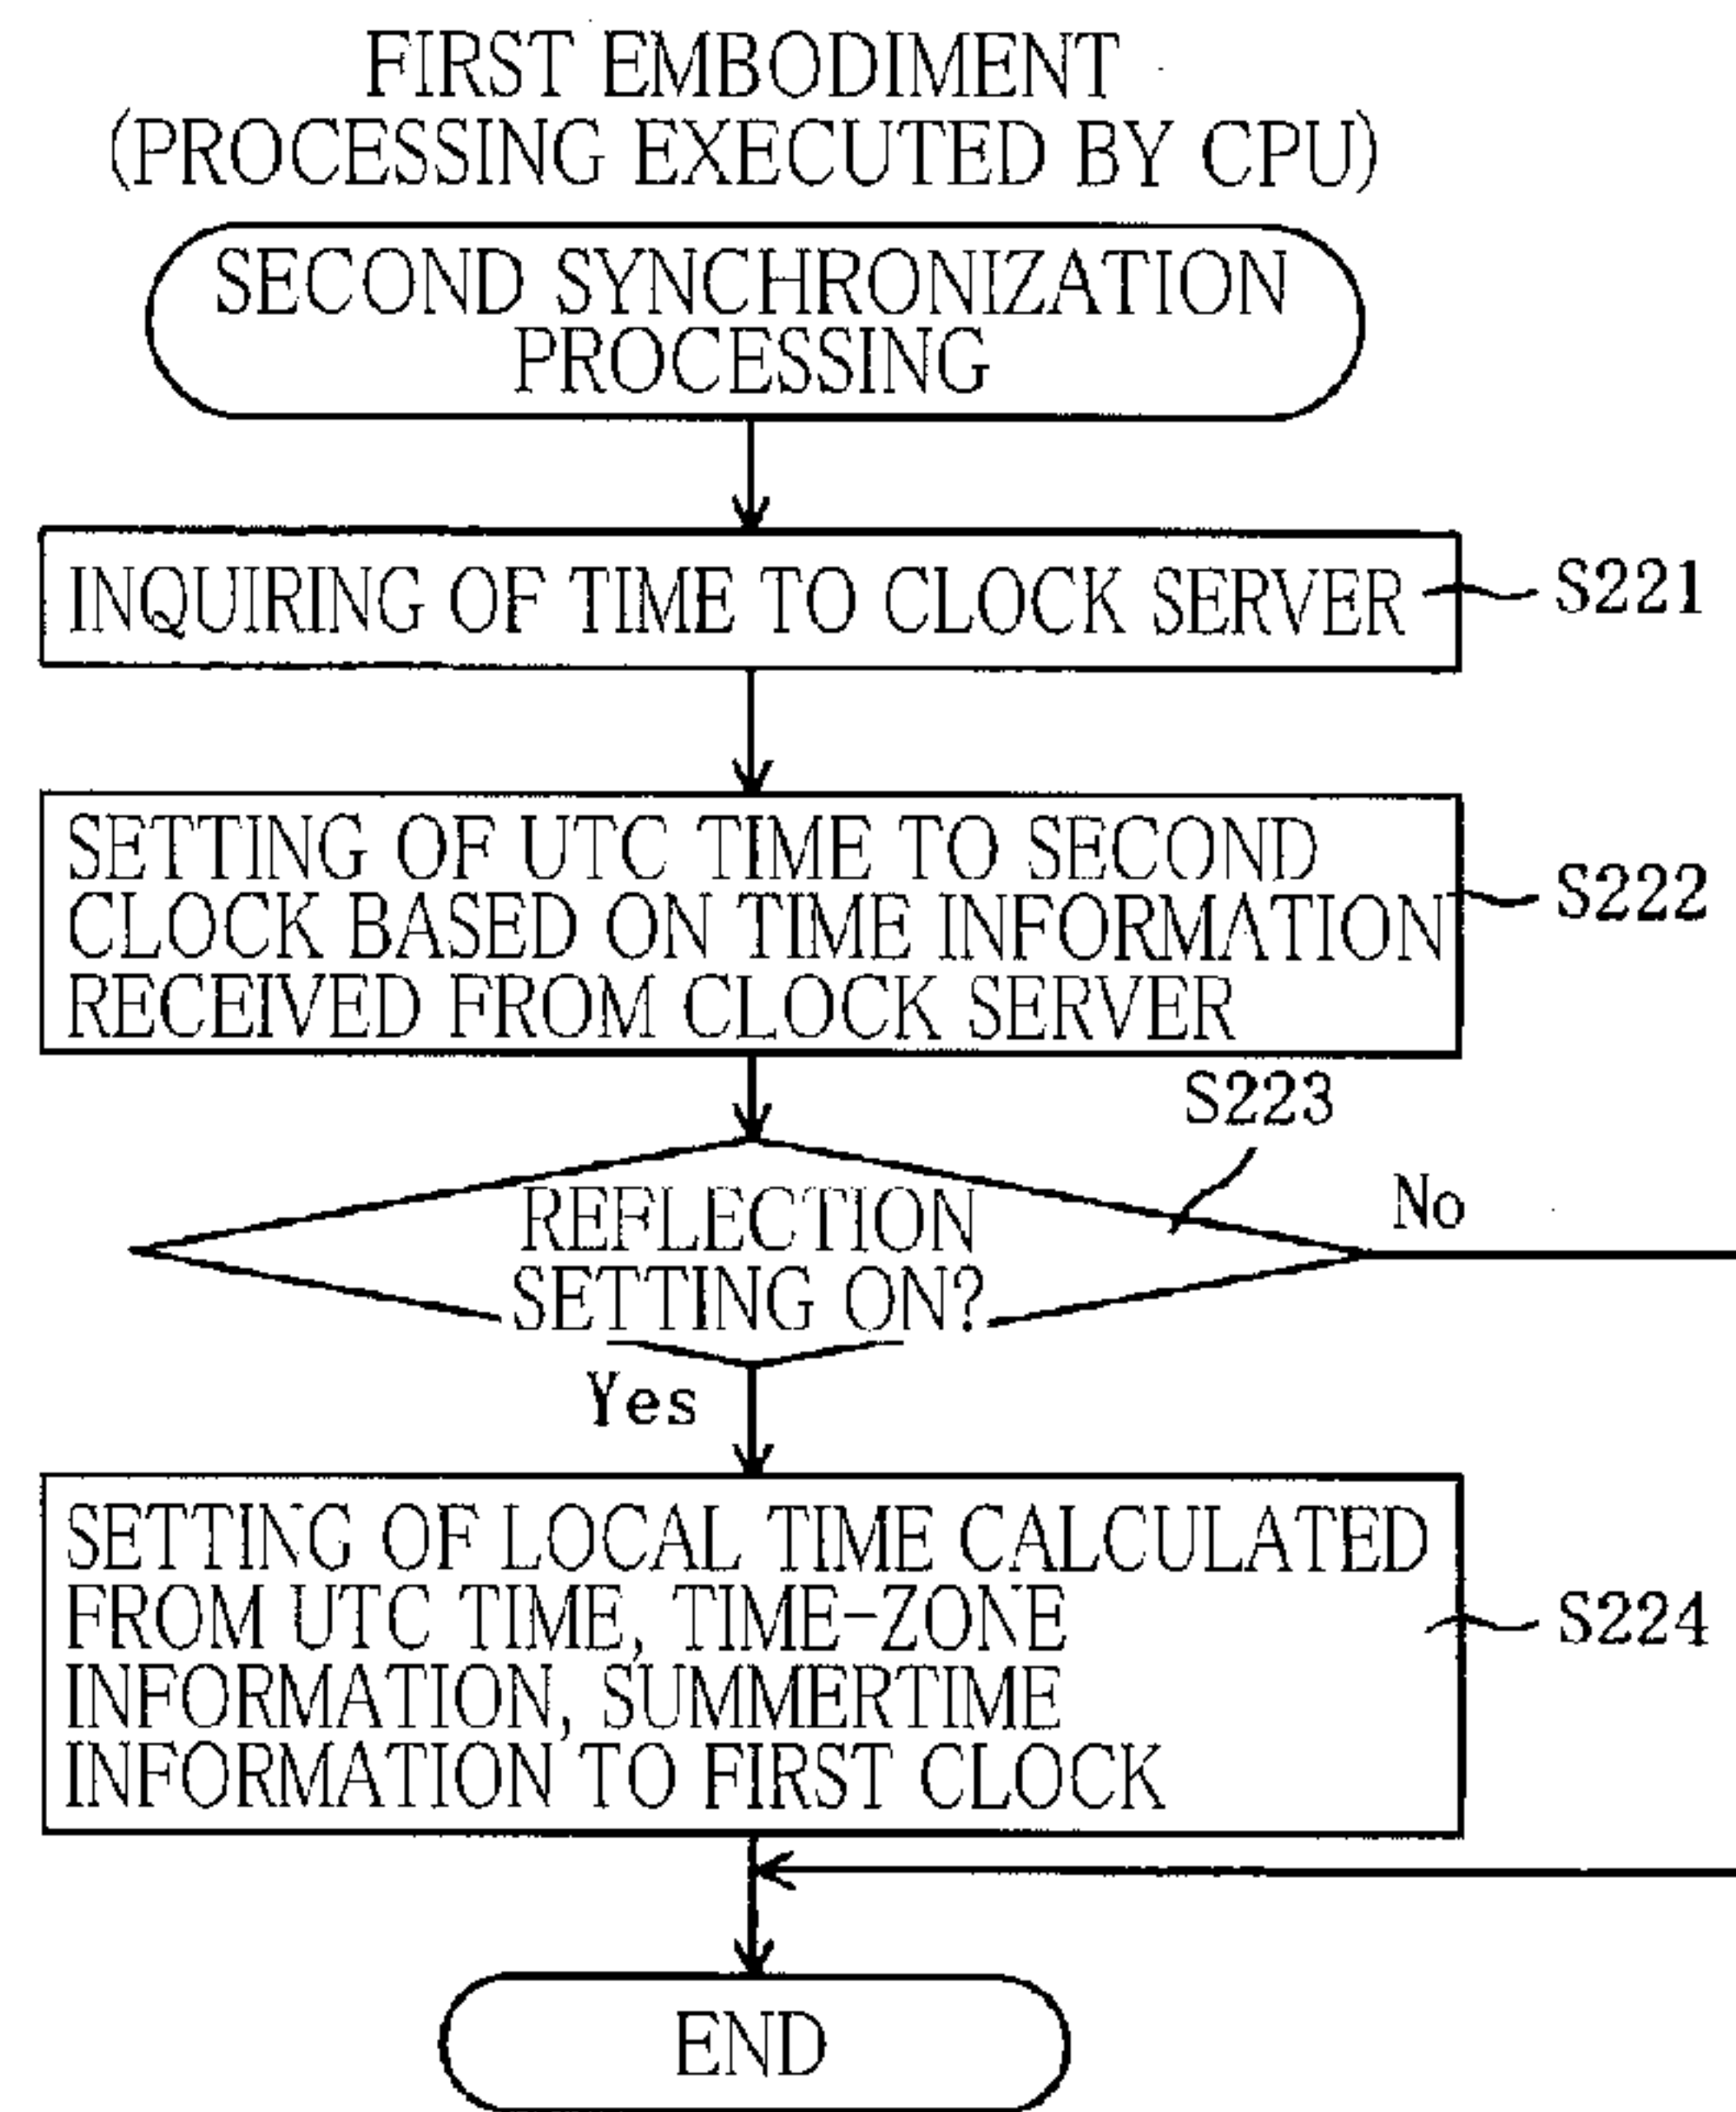 FIRST EMBODIMENT
(PROCESSING EXECUTED BY CPU)
SECOND SYNCHRONIZATION
PROCESSING
INQUIRING OF TIME TO CLOCK SERVER
S221
SETTING OF UTC TIME TO SECOND
CLOCK BASED ON TIME INFORMATION
RECEIVED FROM CLOCK SERVER
S222
S223
REFLECTION
SETTING ON?
No
Yes
SETTING OF LOCAL TIME CALCULATED
FROM UTC TIME, TIME-ZONE
INFORMATION, SUMMERTIME
INFORMATION TO FIRST CLOCK
S224
END